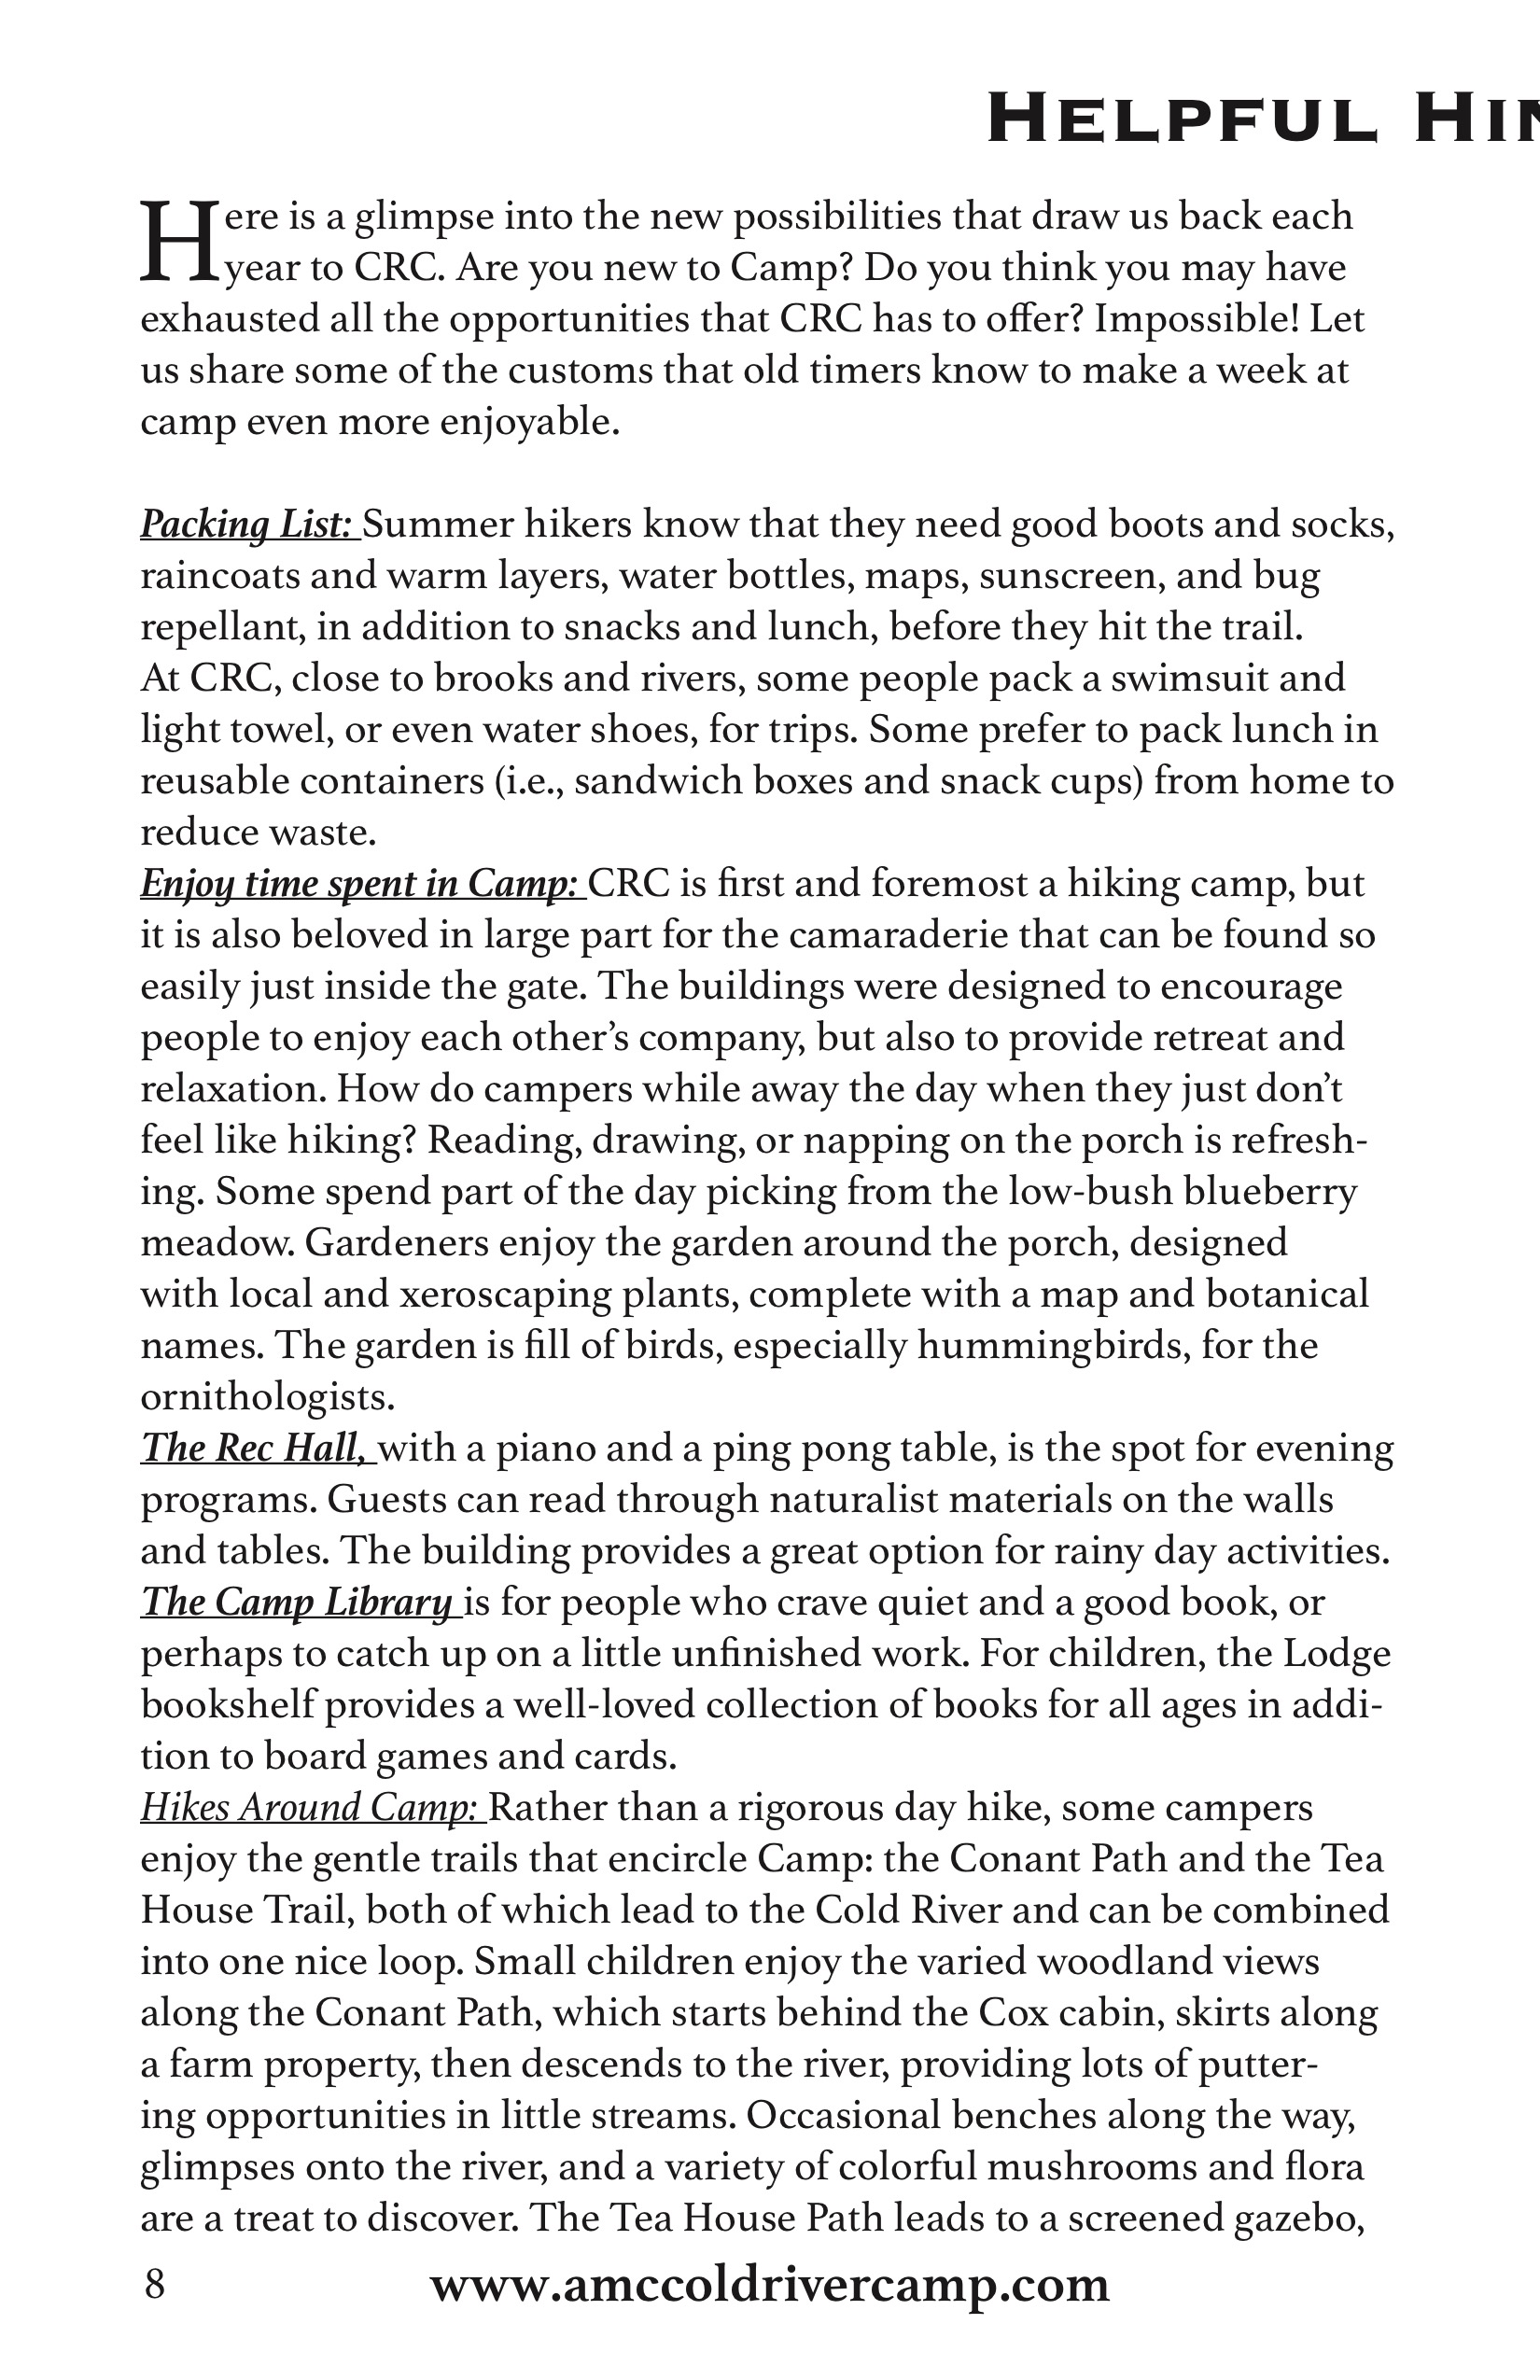 Helpful Hin
Here is a glimpse into the new possibilities that draw us back each
year to CRC. Are you new to Camp? Do you think you may have
exhausted all the opportunities that CRC has to offer? Impossible! Let
us share some of the customs that old timers know to make a week at
camp even more enjoyable.
Packing List: Summer hikers know that they need good boots and socks,
raincoats and warm layers, water bottles, maps, sunscreen, and bug
repellant, in addition to snacks and lunch, before they hit the trail.
At CRC, close to brooks and rivers, some people pack a swimsuit and
light towel, or even water shoes, for trips. Some prefer to pack lunch in
reusable containers (i.e., sandwich boxes and snack cups) from home to
reduce waste.
Enjoy time spent in Camp: CRC is first and foremost a hiking camp, but
it is also beloved in large part for the camaraderie that can be found so
easily just inside the gate. The buildings were designed to encourage
people to enjoy each other’s company, but also to provide retreat and
relaxation. How do campers while away the day when they just don’t
feel like hiking? Reading, drawing, or napping on the porch is refresh-
ing. Some spend part of the day picking from the low-bush blueberry
meadow. Gardeners enjoy the garden around the porch, designed
with local and xeroscaping plants, complete with a map and botanical
names. The garden is fill of birds, especially hummingbirds, for the
ornithologists.
The Rec Hall, with a piano and a ping pong table, is the spot for evening
programs. Guests can read through naturalist materials on the walls
and tables. The building provides a great option for rainy day activities.
The Camp Library is for people who crave quiet and a good book, or
perhaps to catch up on a little unfinished work. For children, the Lodge
bookshelf provides a well-loved collection of books for all ages in addi-
tion to board games and cards.
Hikes Around Camp: Rather than a rigorous day hike, some campers
enjoy the gentle trails that encircle Camp: the Conant Path and the Tea
House Trail, both of which lead to the Cold River and can be combined
into one nice loop. Small children enjoy the varied woodland views
along the Conant Path, which starts behind the Cox cabin, skirts along
a farm property, then descends to the river, providing lots of putter-
ing opportunities in little streams. Occasional benches along the way,
glimpses onto the river, and a variety of colorful mushrooms and flora
are a treat to discover. The Tea House Path leads to a screened gazebo,
8 www.amccoldrivercamp.com